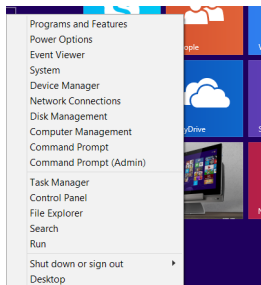 Programs and Features
Power Options
Event Viewer
System
Device Manager
Network Connections
Disk Management
Computer Management
Command Prompt
Command Prompt (Admin)
Task Manager
Control Panel
File Explorer
Search
Run
Shut down or sign out
Desktop